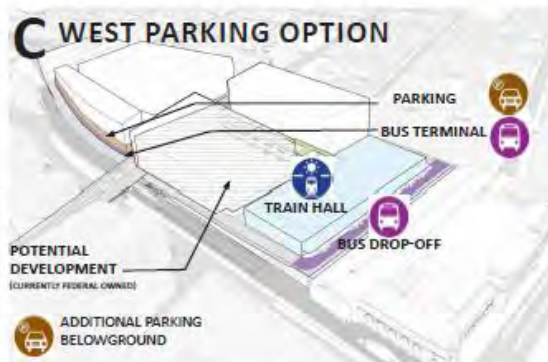 C WEST PARKING OPTION
PARKING
BUS TERMINAL
TRAIN HALL
BUS DROP-OFF
POTENTIAL
DEVELOPMENT
(CURRENTLY FEDERAL OWNED)
ADDITIONAL PARKING
BELOWGROUND